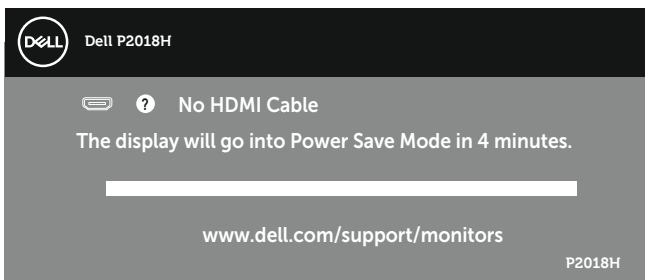 DELL Dell P2018H
? No HDMI Cable
The display will go into Power Save Mode in 4 minutes.
www.dell.com/support/monitors
P2018H